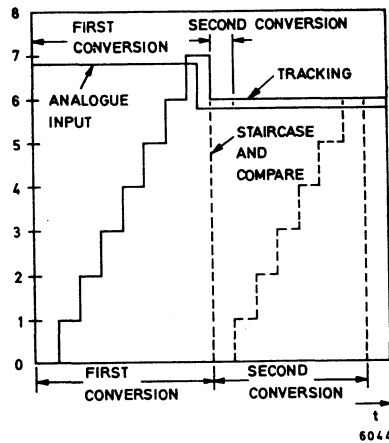 8
7
6
5
4
3
2
1
0
FIRST
CONVERSION
SECOND CONVERSION
ANALOGUE
INPUT
TRACKING
STAIRCASE
AND
COMPARE
FIRST
CONVERSION
SECOND
CONVERSION
t